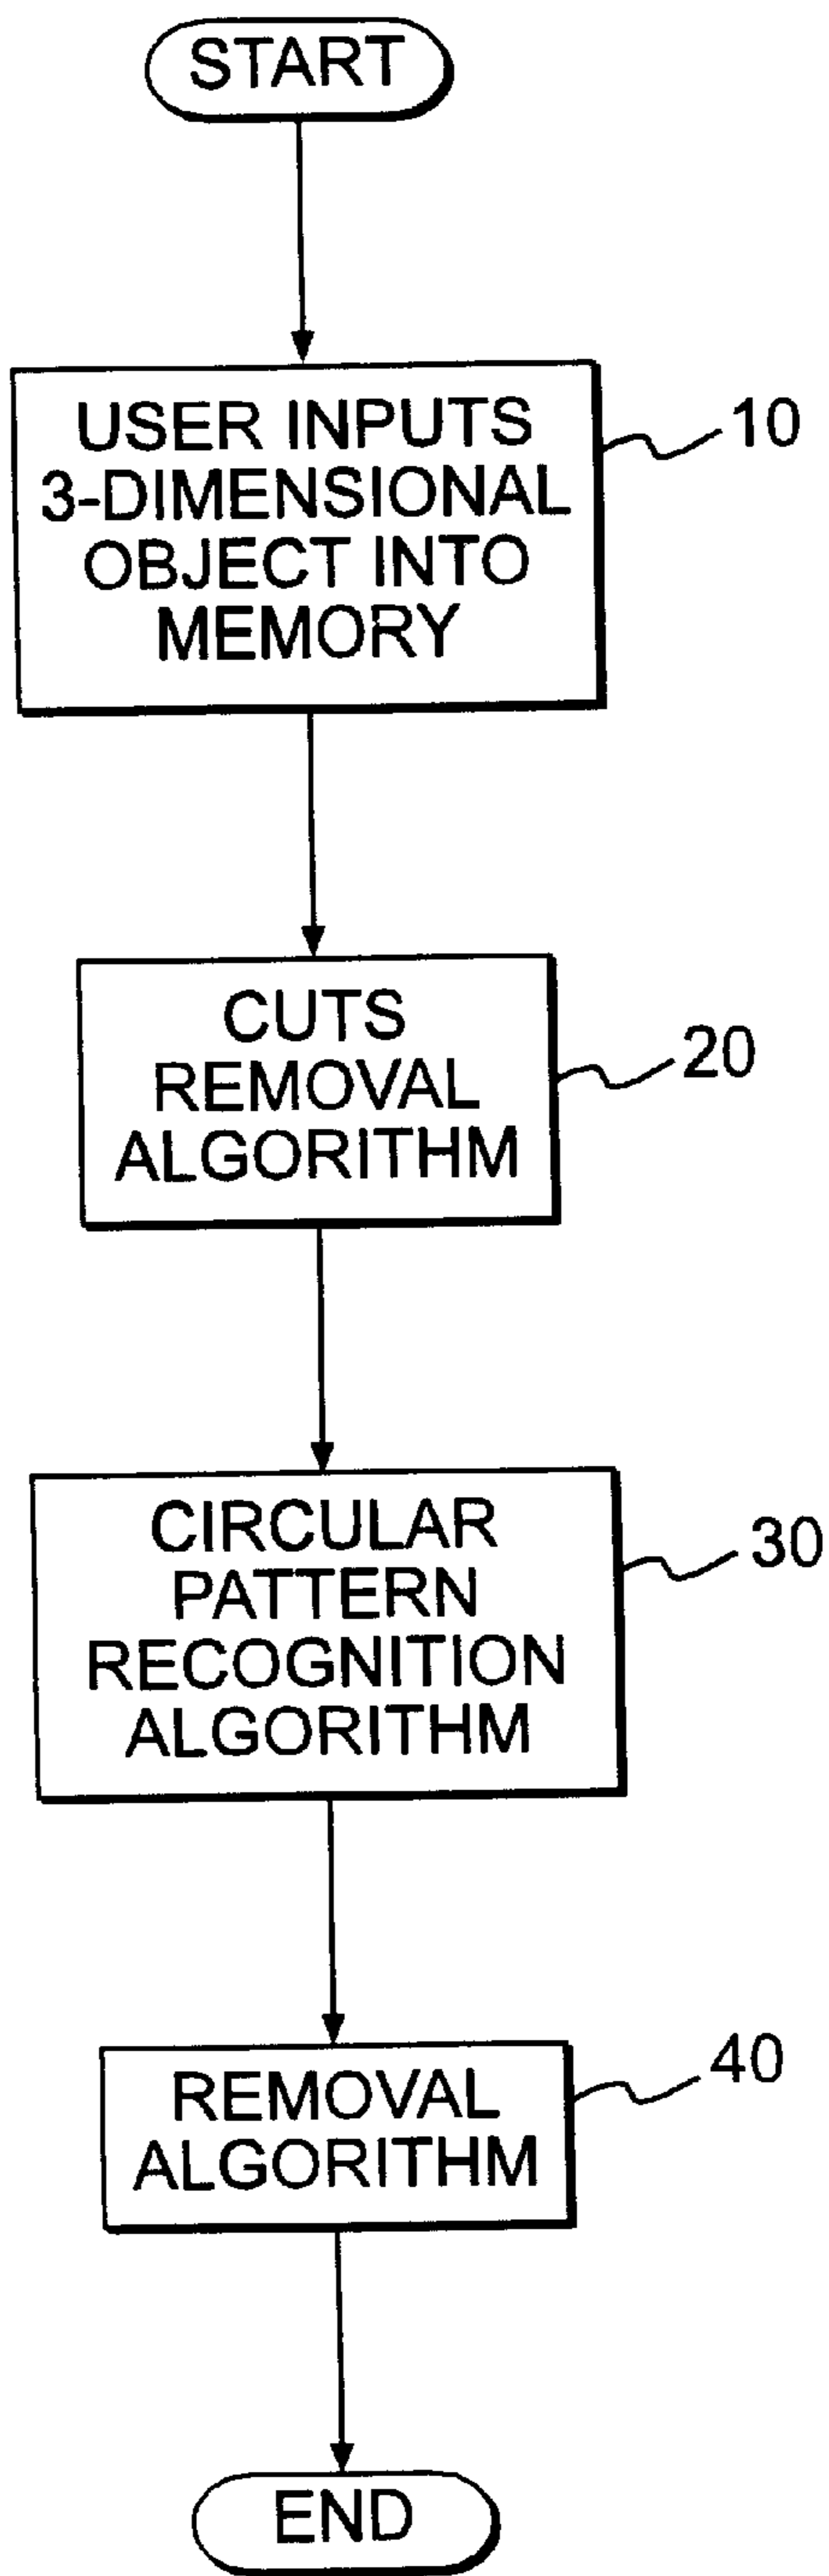 START
USER INPUTS
3-DIMENSIONAL
OBJECT INTO
MEMORY
10
CUTS
REMOVAL
ALGORITHM
20
CIRCULAR
PATTERN
RECOGNITION
ALGORITHM
30
REMOVAL
ALGORITHM
40
END